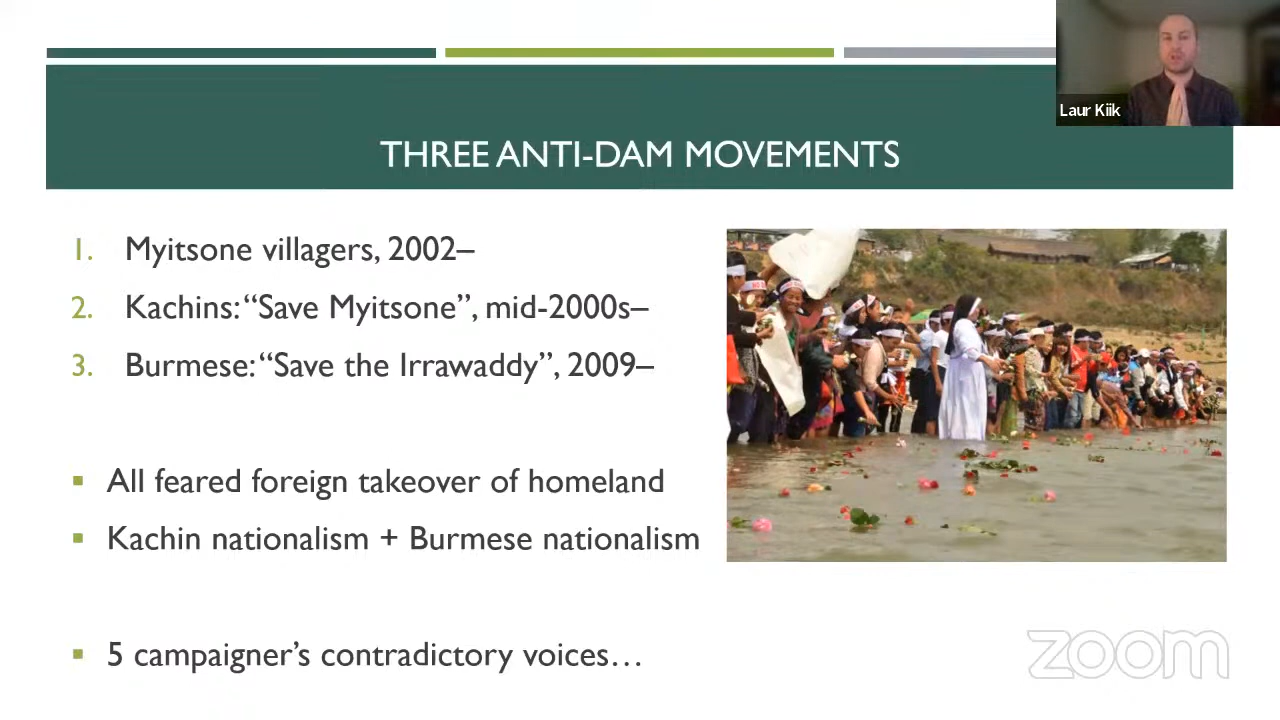 Laur Kiik
THREE ANTI-DAM MOVEMENTS
1. Myitsone villagers, 2002–
2. Kachins: “Save Myitsone”, mid-2000s–
3. Burmese: “Save the Irrawaddy”, 2009–
▪ All feared foreign takeover of homeland
▪ Kachin nationalism + Burmese nationalism
▪ 5 campaigner’s contradictory voices…
zoom